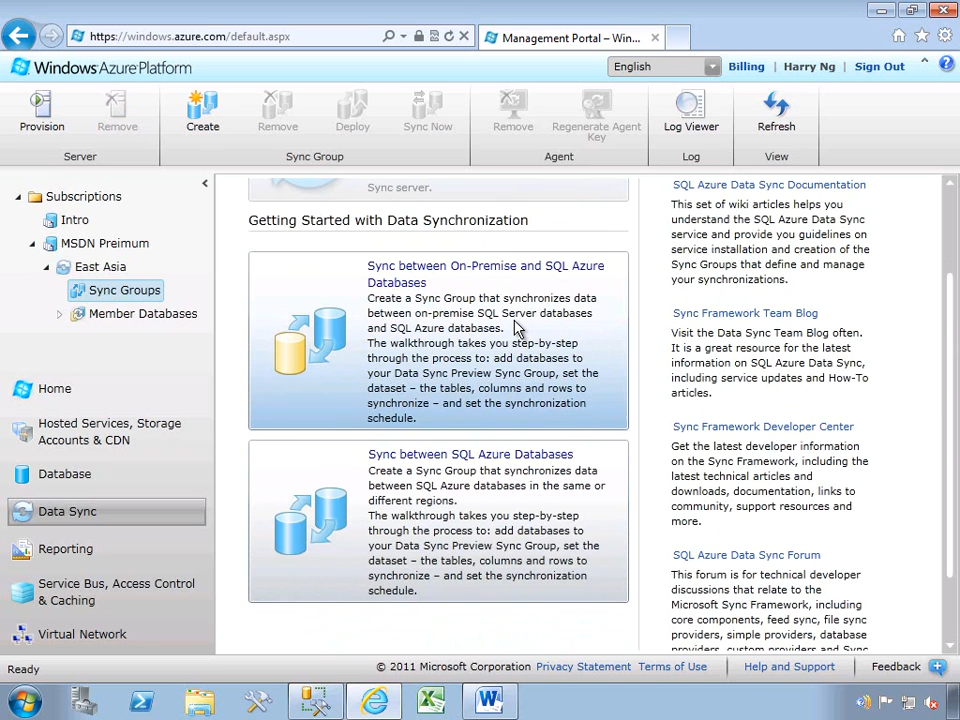 https://windows.azure.com/default.aspx
Management Portal – Win...
Windows Azure Platform
English
Billing
Harry Ng
Sign Out
Provision
Remove
Create
Remove
Deploy
Sync Now
Remove
Regenerate Agent
Key
Log Viewer
Refresh
Server
Sync Group
Agent
Log
View
Subscriptions
Intro
MSDN Preimum
East Asia
Sync Groups
Member Databases
Home
Hosted Services, Storage
Accounts & CDN
Database
Data Sync
Reporting
Service Bus, Access Control
& Caching
Virtual Network
Sync server.
Getting Started with Data Synchronization
Sync between On-Premise and SQL Azure
Databases
Create a Sync Group that synchronizes data
between on-premise SQL Server databases
and SQL Azure databases.
The walkthrough takes you step-by-step
through the process to: add databases to
your Data Sync Preview Sync Group, set the
dataset – the tables, columns and rows to
synchronize – and set the synchronization
schedule.
Sync between SQL Azure Databases
Create a Sync Group that synchronizes data
between SQL Azure databases in the same or
different regions.
The walkthrough takes you step-by-step
through the process to: add databases to
your Data Sync Preview Sync Group, set the
dataset – the tables, columns and rows to
synchronize – and set the synchronization
schedule.
SQL Azure Data Sync Documentation
This set of wiki articles helps you
understand the SQL Azure Data Sync
service and provide you guidelines on
service installation and creation of the
Sync Groups that define and manage
your synchronizations.
Sync Framework Team Blog
Visit the Data Sync Team Blog often.
It is a great resource for the latest
information on SQL Azure Data Sync,
including service updates and How-To
articles.
Sync Framework Developer Center
Get the latest developer information
on the Sync Framework, including the
latest technical articles and
downloads, documentation, links to
community, support resources and
more.
SQL Azure Data Sync Forum
This forum is for technical developer
discussions that relate to the
Microsoft Sync Framework, including
core components, feed sync, file sync
providers, simple providers, database
providers, custom providers and Sync
Ready
© 2011 Microsoft Corporation
Privacy Statement
Terms of Use
Help and Support
Feedback